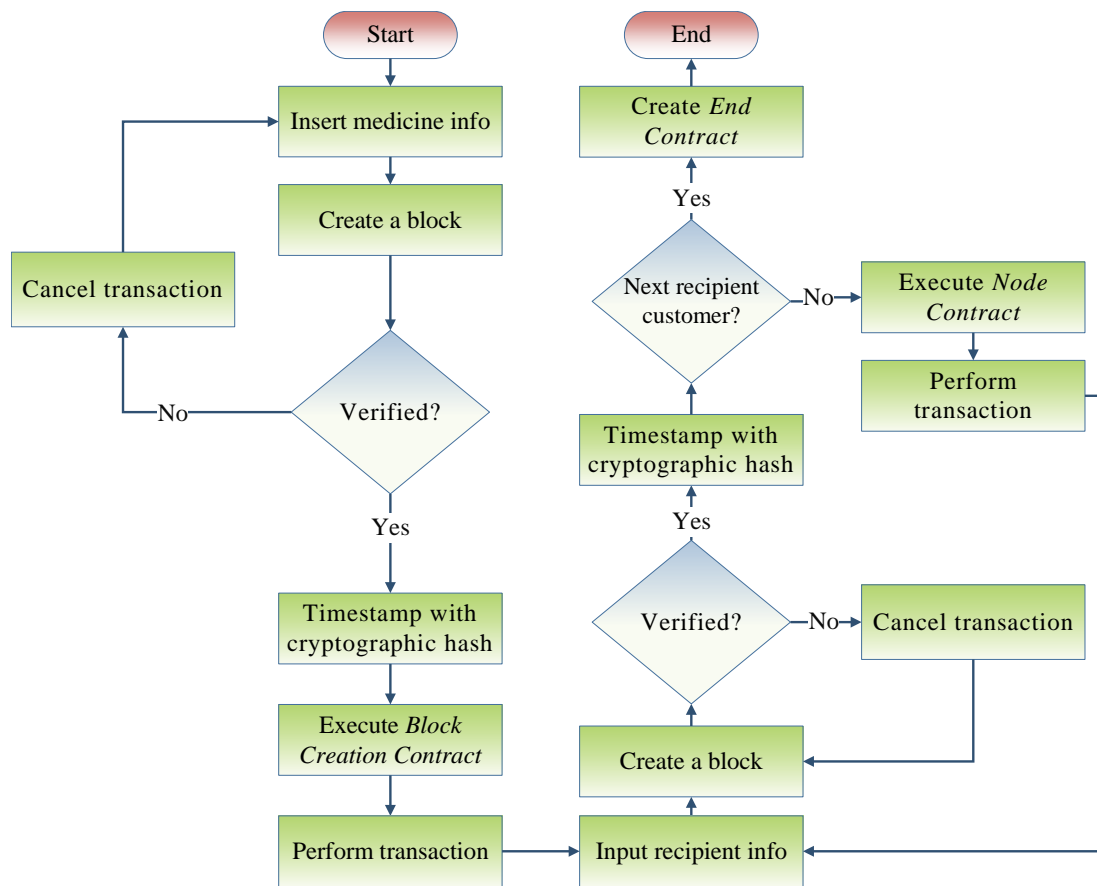 Start
Insert medicine info
Create a block
Cancel transaction
Verified?
No
Yes
Timestamp with
cryptographic hash
Execute Block
Creation Contract
Perform transaction
Input recipient info
Create a block
Verified?
No
Cancel transaction
Yes
Timestamp with
cryptographic hash
Next recipient
customer?
No
Execute Node
Contract
Perform
transaction
Yes
Create End
Contract
End